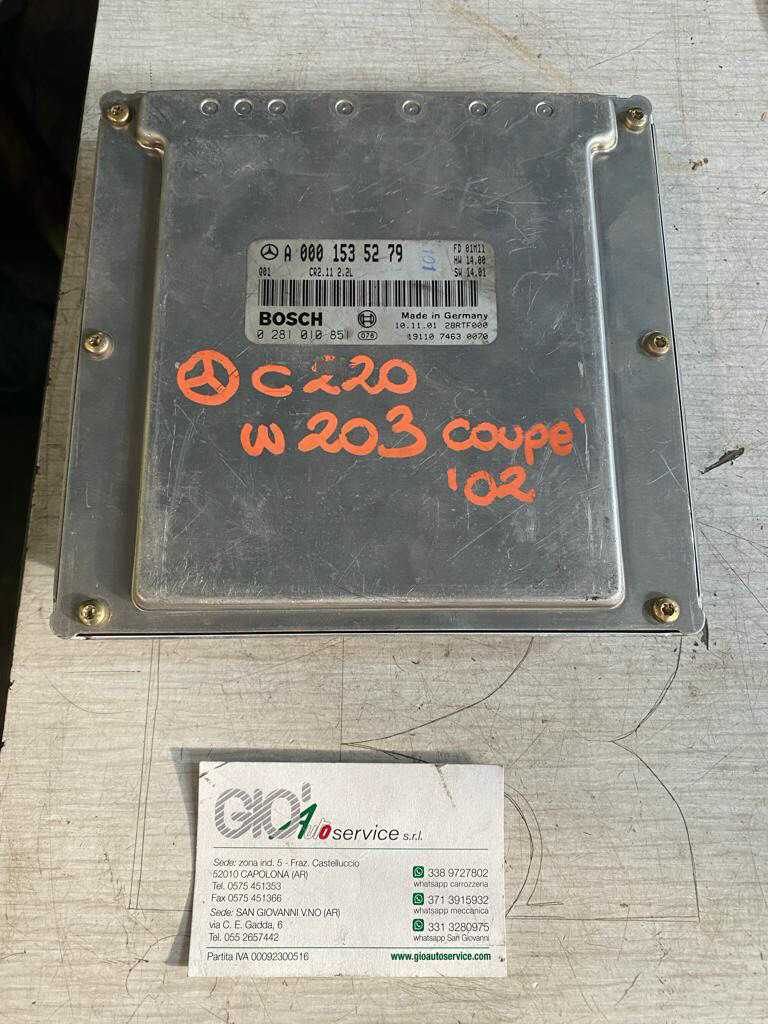 A 000 153 52 79
101
FD 01M11
HW 14.00
SW 14.01
Q01 CR2.11 2.2L
BOSCH
Made in Germany
10.11.01 28RTF000
0 281 010 851 078
19110 7463 0070
C220
W203 COUPE'
'02
GIO' Autoservice s.r.l.
Sede: zona ind. 5 - Fraz. Castelluccio
52010 CAPOLONA (AR)
Tel. 0575 451353
Fax 0575 451366
Sede: SAN GIOVANNI V.NO (AR)
via C. E. Gadda, 6
Tel. 055 2657442
Partita IVA 00092300516
338 9727802
whatsapp carrozzeria
371 3915932
whatsapp meccanica
331 3280975
whatsapp San Giovanni
www.gioautoservice.com